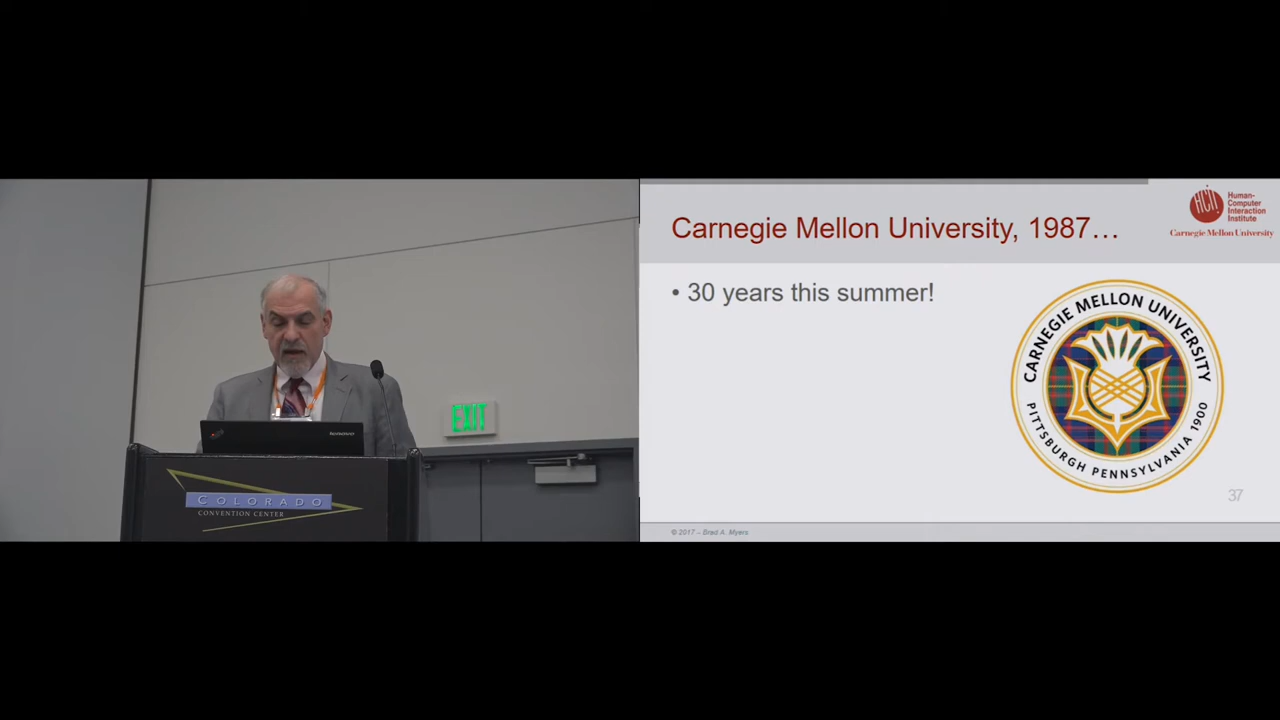 EXIT
COLORADO
CONVENTION CENTER
Carnegie Mellon University, 1987…
HCII
Human-
Computer
Interaction
Institute
Carnegie Mellon University
• 30 years this summer!
CARNEGIE MELLON UNIVERSITY
PITTSBURGH PENNSYLVANIA 1900
37
© 2017 – Brad A. Myers